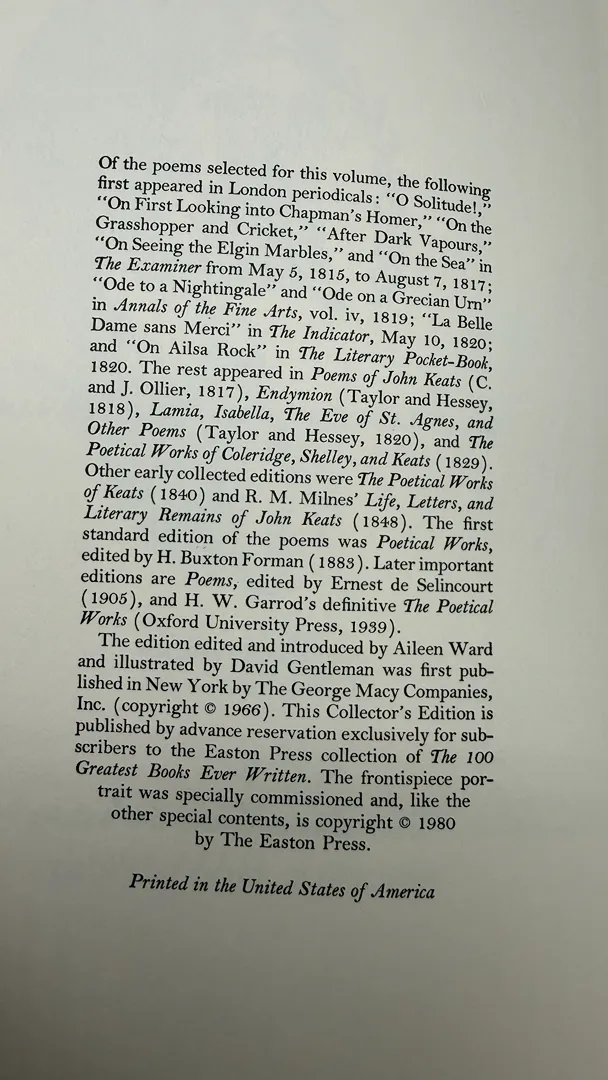 Of the poems selected for this volume, the following
first appeared in London periodicals: "O Solitude!,"
"On First Looking into Chapman's Homer," "On the
Grasshopper and Cricket," "After Dark Vapours,"
"On Seeing the Elgin Marbles," and "On the Sea" in
The Examiner from May 5, 1815, to August 7, 1817;
"Ode to a Nightingale" and "Ode on a Grecian Urn"
in Annals of the Fine Arts, vol. iv, 1819; "La Belle
Dame sans Merci" in The Indicator, May 10, 1820;
and "On Ailsa Rock" in The Literary Pocket-Book,
1820. The rest appeared in Poems of John Keats (C.
and J. Ollier, 1817), Endymion (Taylor and Hessey,
1818), Lamia, Isabella, The Eve of St. Agnes, and
Other Poems (Taylor and Hessey, 1820), and The
Poetical Works of Coleridge, Shelley, and Keats (1829).
Other early collected editions were The Poetical Works
of Keats (1840) and R. M. Milnes' Life, Letters, and
Literary Remains of John Keats (1848). The first
standard edition of the poems was Poetical Works,
edited by H. Buxton Forman (1883). Later important
editions are Poems, edited by Ernest de Selincourt
(1905), and H. W. Garrod's definitive The Poetical
Works (Oxford University Press, 1939).
The edition edited and introduced by Aileen Ward
and illustrated by David Gentleman was first pub-
lished in New York by The George Macy Companies,
Inc. (copyright © 1966). This Collector's Edition is
published by advance reservation exclusively for sub-
scribers to the Easton Press collection of The 100
Greatest Books Ever Written. The frontispiece por-
trait was specially commissioned and, like the
other special contents, is copyright © 1980
by The Easton Press.
Printed in the United States of America